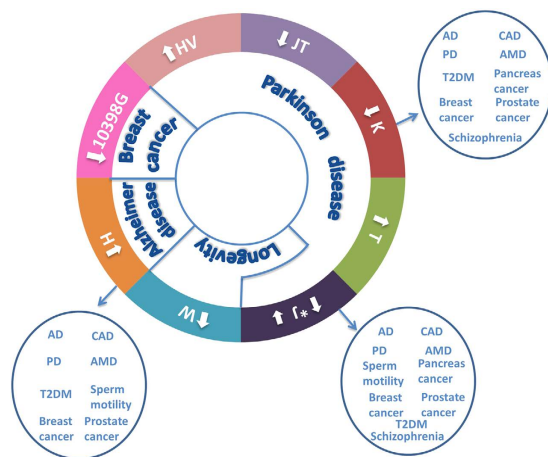 HV
JT
10398G
K
T
J*
W
H
Breast
cancer
Parkinson disease
Alzheimer
disease
Longevity
AD CAD
PD AMD
T2DM Pancreas
cancer
Breast Prostate
cancer cancer
Schizophrenia
AD CAD
PD AMD
T2DM Sperm
motility
Breast Prostate
cancer cancer
AD CAD
PD AMD
Sperm Pancreas
motility cancer
Breast Prostate
cancer cancer
T2DM
Schizophrenia